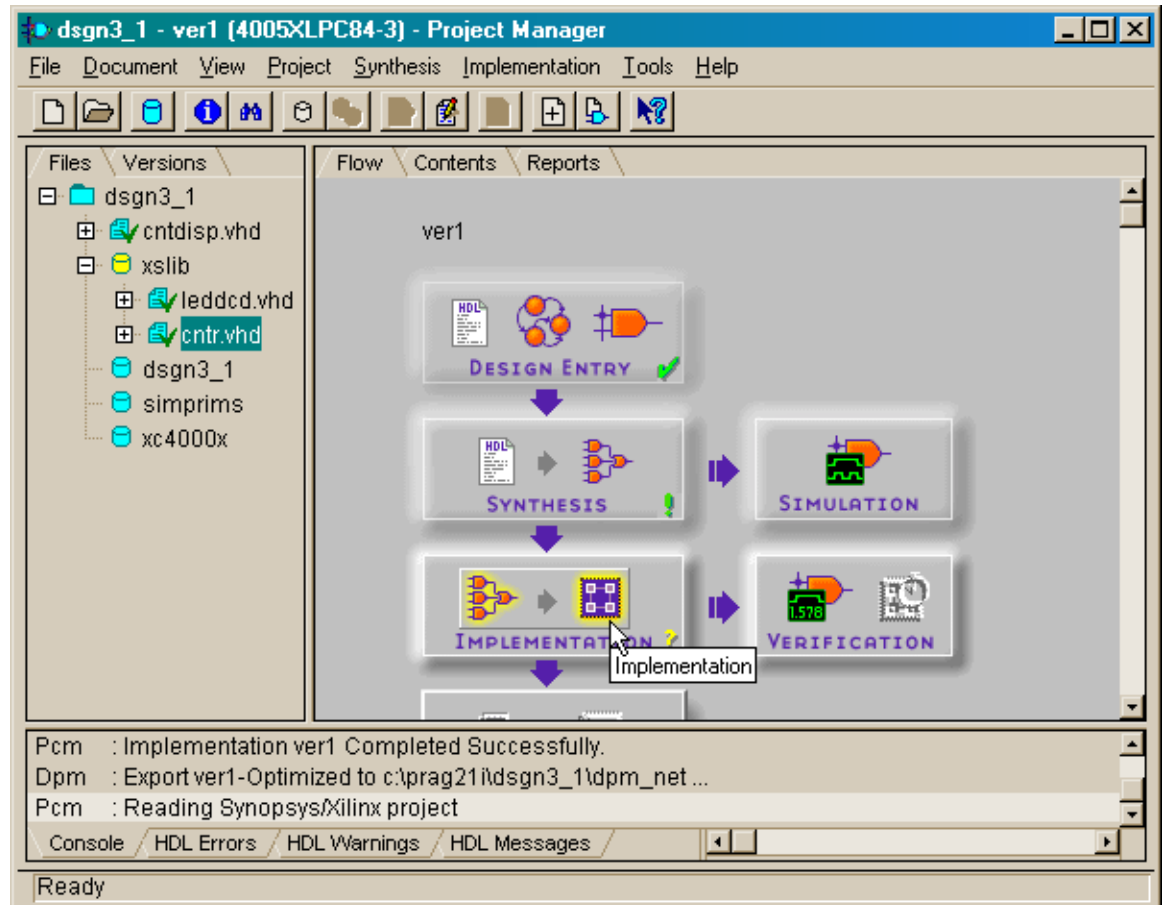 dsgn3_1 - ver1 (4005XLPC84-3) - Project Manager
File Document View Project Synthesis Implementation Tools Help
Files Versions
Flow Contents Reports
dsgn3_1
cntdisp.vhd
xslib
leddcd.vhd
cntr.vhd
dsgn3_1
simprims
xc4000x
ver1
HDL
DESIGN ENTRY
HDL
SYNTHESIS
SIMULATION
IMPLEMENTATION
1.578
VERIFICATION
Implementation
Pcm : Implementation ver1 Completed Successfully.
Dpm : Export ver1-Optimized to c:\prag21i\dsgn3_1\dpm_net ...
Pcm : Reading Synopsys/Xilinx project
Console HDL Errors HDL Warnings HDL Messages
Ready